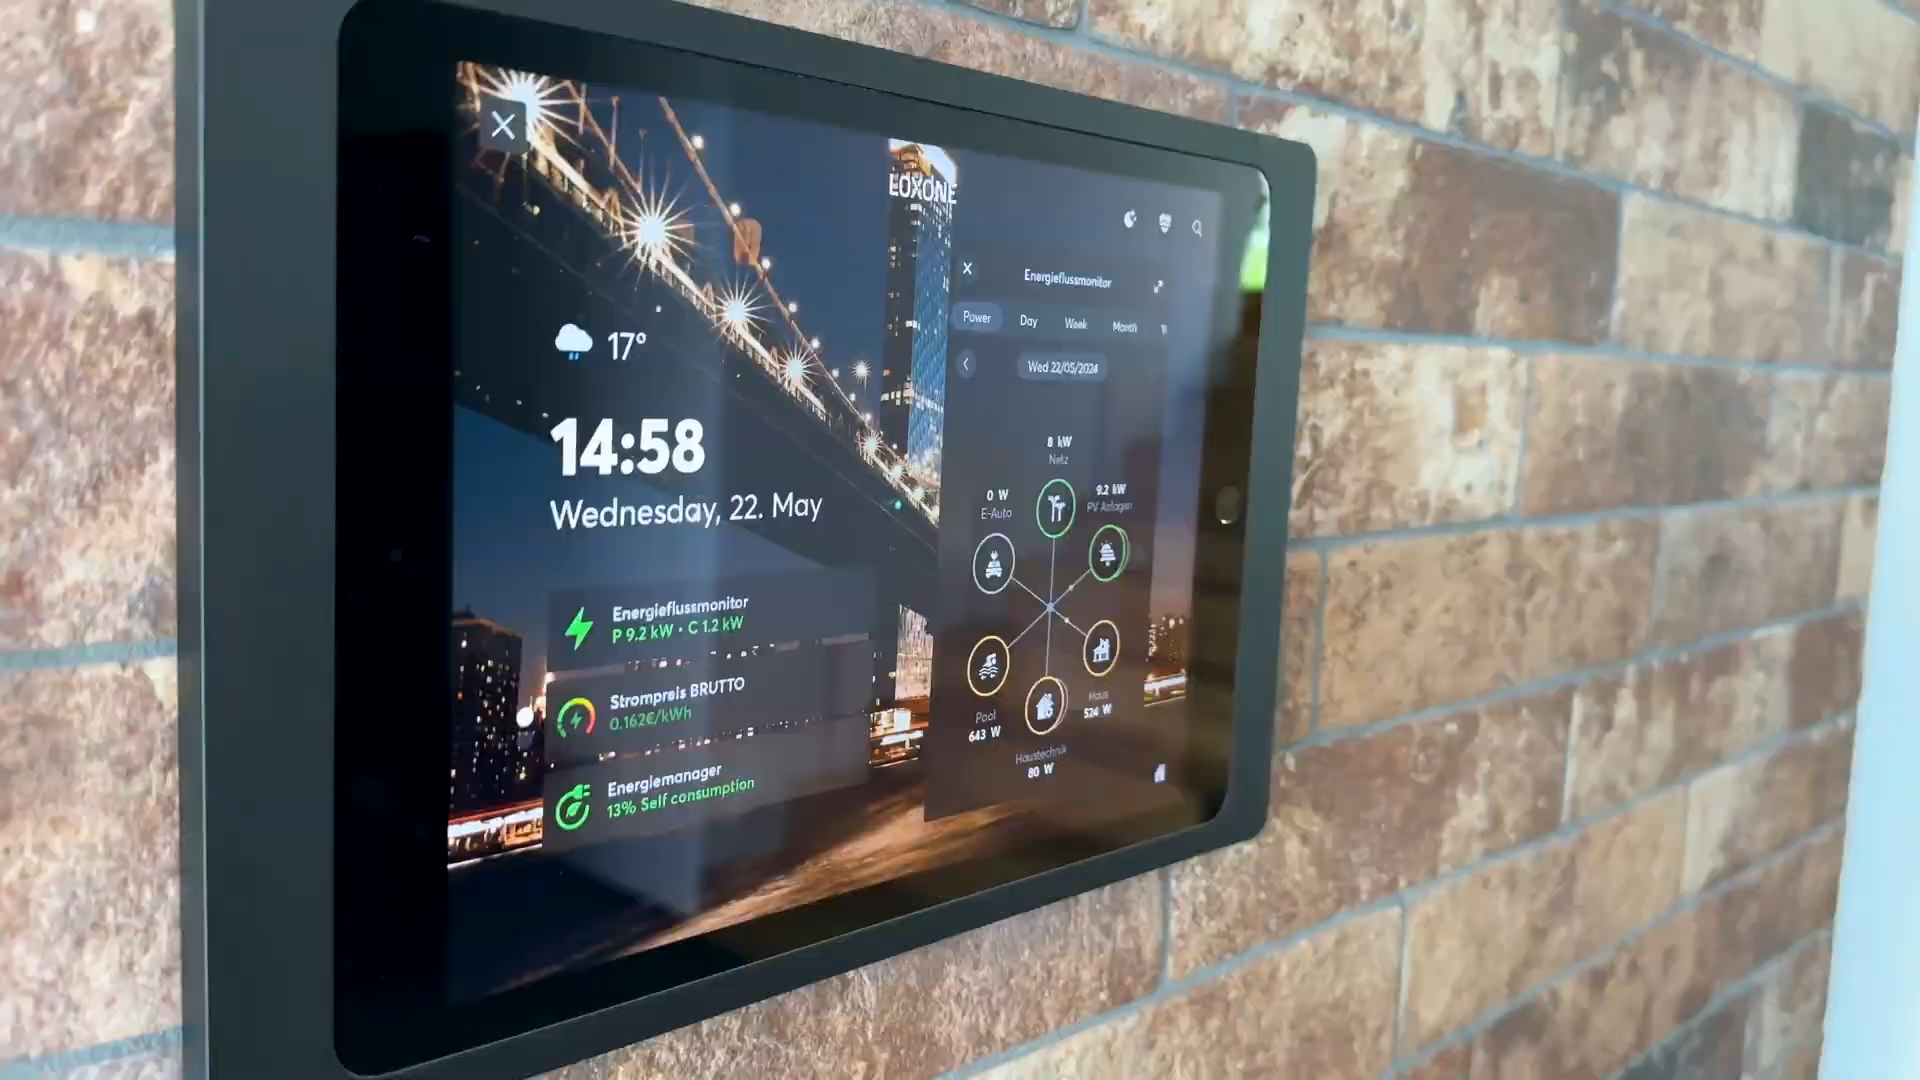 LOXONE
17°
14:58
Wednesday, 22. May
Energieflussmonitor
P 9.2 kW · C 1.2 kW
Strompreis BRUTTO
0.162€/kWh
Energiemanager
13% Self consumption
Energieflussmonitor
Power Day Week Month
Wed 22/05/2024
8 kW
Netz
0 W
E-Auto
9.2 kW
PV Anlagen
Pool
643 W
Haus
524 W
Haustechnik
80 W